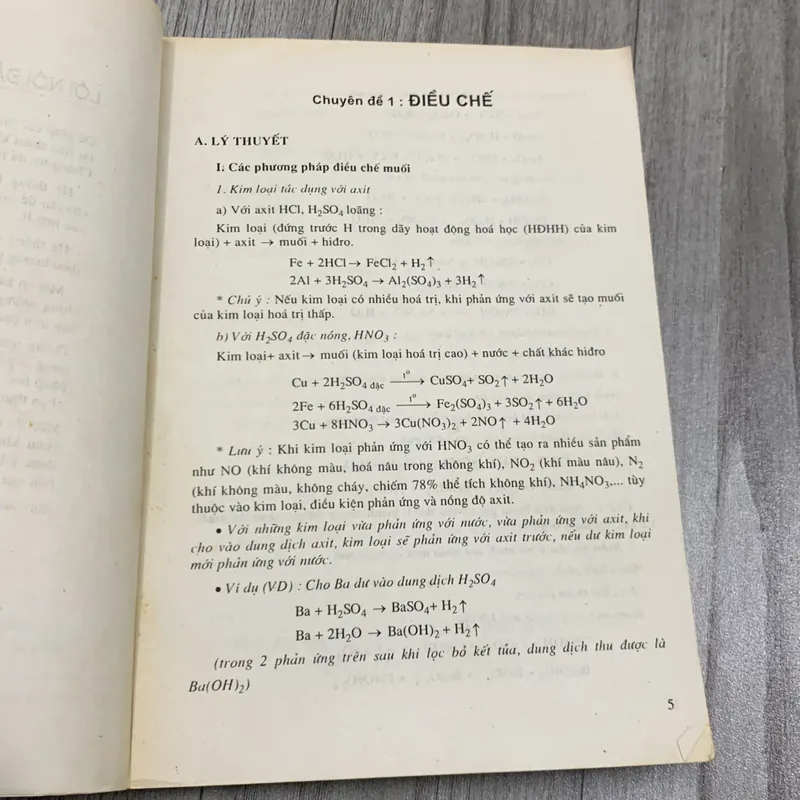 LỜI NÓI ĐẦ
Chuyên đề 1 : ĐIỀU CHẾ
A. LÝ THUYẾT
I. Các phương pháp điều chế muối
1. Kim loại tác dụng với axit
a) Với axit HCl, H₂SO₄ loãng :
Kim loại (đứng trước H trong dãy hoạt động hoá học (HĐHH) của kim
loại) + axit → muối + hiđro.
Fe + 2HCl → FeCl₂ + H₂↑
2Al + 3H₂SO₄ → Al₂(SO₄)₃ + 3H₂↑
* Chú ý : Nếu kim loại có nhiều hoá trị, khi phản ứng với axit sẽ tạo muối
của kim loại hoá trị thấp.
b) Với H₂SO₄ đặc nóng, HNO₃ :
Kim loại+ axit → muối (kim loại hoá trị cao) + nước + chất khác hiđro
Cu + 2H₂SO₄ đặc —t°→ CuSO₄+ SO₂↑ + 2H₂O
2Fe + 6H₂SO₄ đặc —t°→ Fe₂(SO₄)₃ + 3SO₂↑ + 6H₂O
3Cu + 8HNO₃ → 3Cu(NO₃)₂ + 2NO↑ + 4H₂O
* Lưu ý : Khi kim loại phản ứng với HNO₃ có thể tạo ra nhiều sản phẩm
như NO (khí không màu, hoá nâu trong không khí), NO₂ (khí màu nâu), N₂
(khí không màu, không cháy, chiếm 78% thể tích không khí), NH₄NO₃,... tùy
thuộc vào kim loại, điều kiện phản ứng và nồng độ axit.
• Với những kim loại vừa phản ứng với nước, vừa phản ứng với axit, khi
cho vào dung dịch axit, kim loại sẽ phản ứng với axit trước, nếu dư kim loại
mới phản ứng với nước.
• Ví dụ (VD) : Cho Ba dư vào dung dịch H₂SO₄
Ba + H₂SO₄ → BaSO₄+ H₂↑
Ba + 2H₂O → Ba(OH)₂ + H₂↑
(trong 2 phản ứng trên sau khi lọc bỏ kết tủa, dung dịch thu được là
Ba(OH)₂)
5